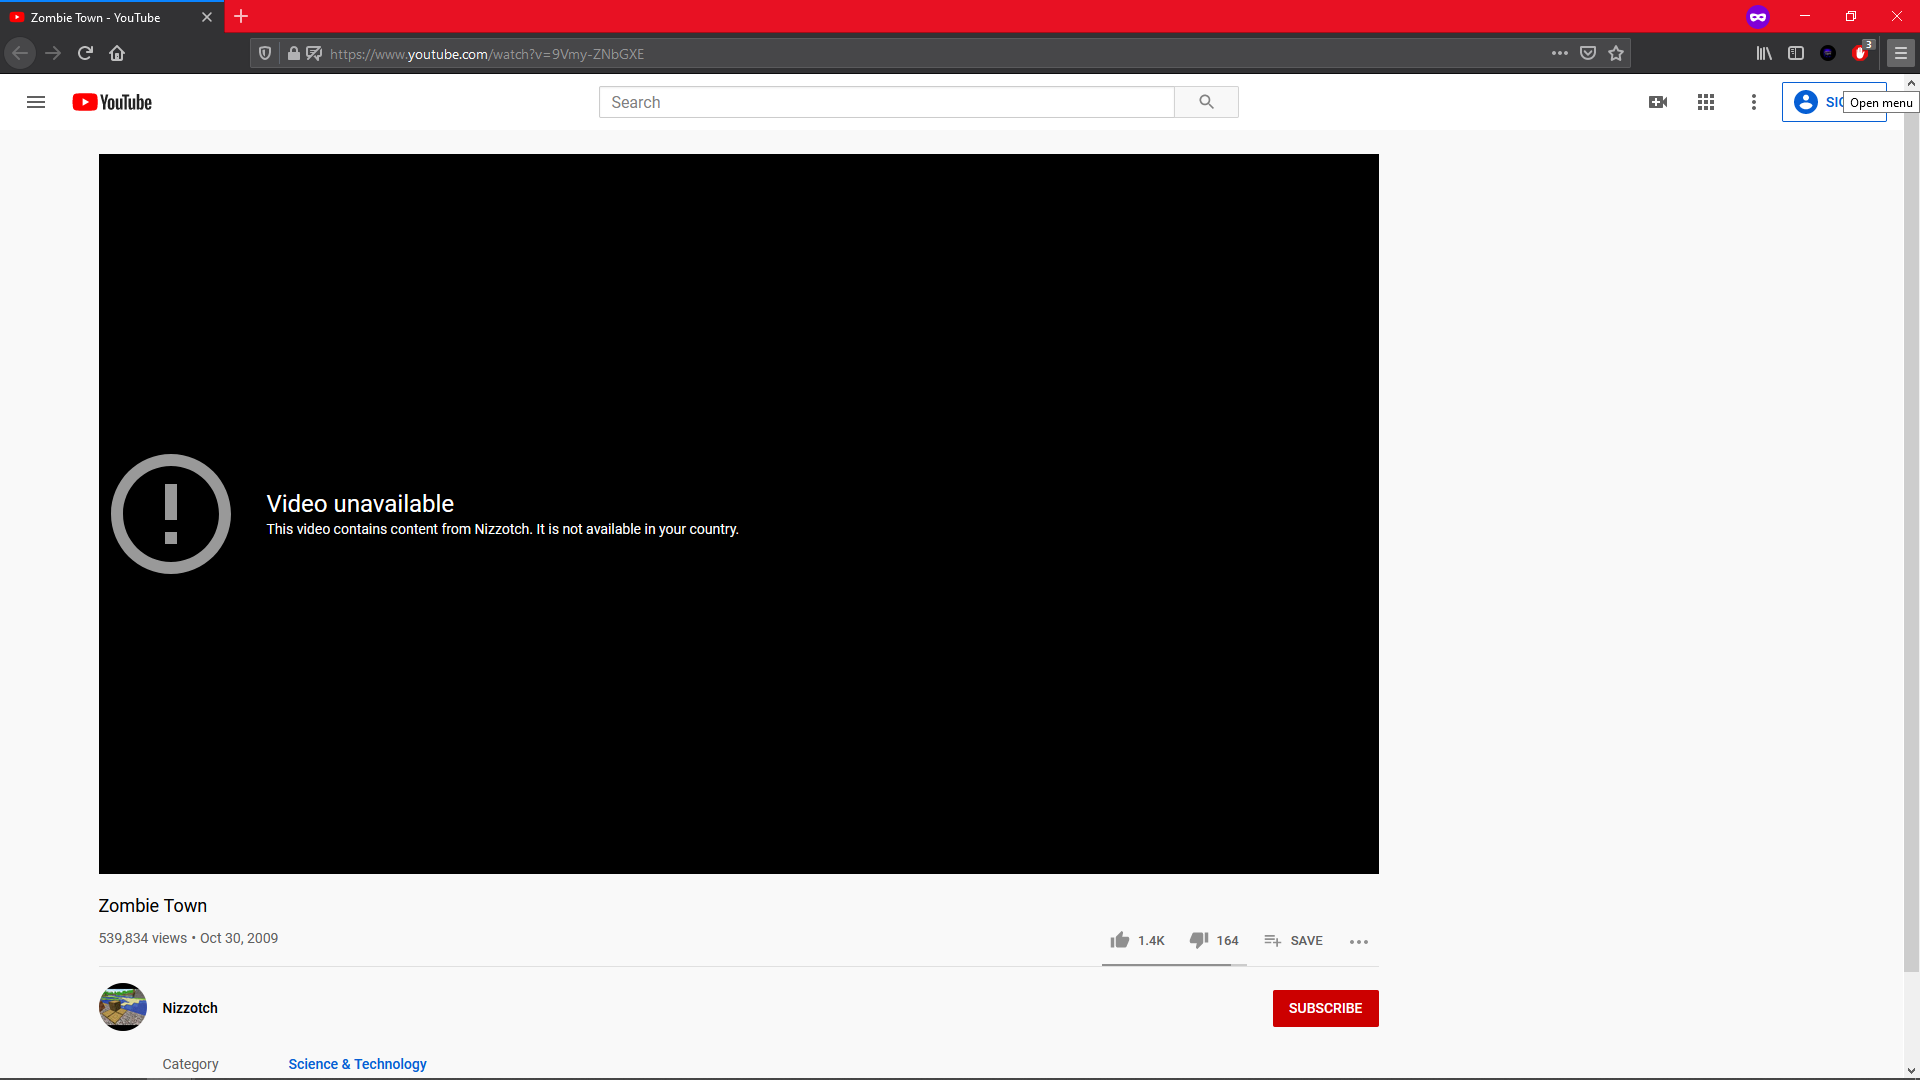 Zombie Town - YouTube
https://www.youtube.com/watch?v=9Vmy-ZNbGXE
3
YouTube
Search
SIG
Open menu
Video unavailable
This video contains content from Nizzotch. It is not available in your country.
Zombie Town
539,834 views • Oct 30, 2009
1.4K
164
SAVE
Nizzotch
SUBSCRIBE
Category
Science & Technology